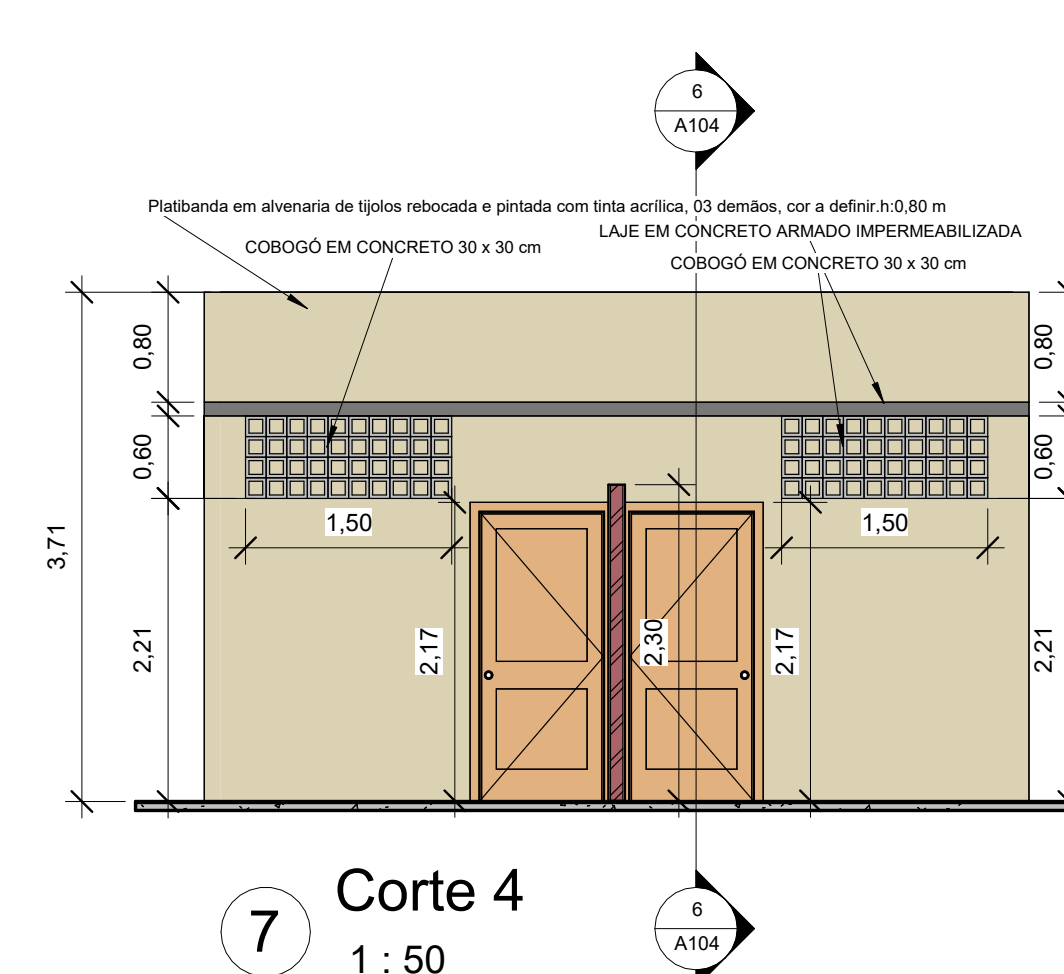 6
A104
Platibanda em alvenaria de tijolos rebocada e pintada com tinta acrílica, 03 demãos, cor a definir.h:0,80 m
LAJE EM CONCRETO ARMADO IMPERMEABILIZADA
COBOGÓ EM CONCRETO 30 x 30 cm
COBOGÓ EM CONCRETO 30 x 30 cm
0,80
0,80
0,60
0,60
1,50
1,50
3,71
2,21
2,17
2,30
2,17
2,21
7
Corte 4
1 : 50
6
A104